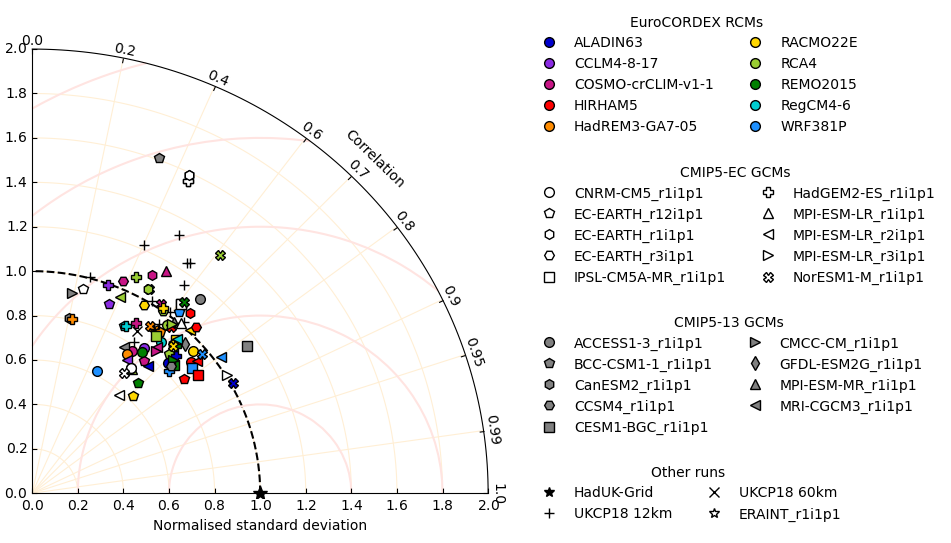 0.0
0.2
0.4
0.6
0.7
0.8
0.9
0.95
0.99
1.0
Correlation
2.0
1.8
1.6
1.4
1.2
1.0
0.8
0.6
0.4
0.2
0.0
0.0 0.2 0.4 0.6 0.8 1.0 1.2 1.4 1.6 1.8 2.0
Normalised standard deviation
EuroCORDEX RCMs
ALADIN63 RACMO22E
CCLM4-8-17 RCA4
COSMO-crCLIM-v1-1 REMO2015
HIRHAM5 RegCM4-6
HadREM3-GA7-05 WRF381P
CMIP5-EC GCMs
CNRM-CM5_r1i1p1 HadGEM2-ES_r1i1p1
EC-EARTH_r12i1p1 MPI-ESM-LR_r1i1p1
EC-EARTH_r1i1p1 MPI-ESM-LR_r2i1p1
EC-EARTH_r3i1p1 MPI-ESM-LR_r3i1p1
IPSL-CM5A-MR_r1i1p1 NorESM1-M_r1i1p1
CMIP5-13 GCMs
ACCESS1-3_r1i1p1 CMCC-CM_r1i1p1
BCC-CSM1-1_r1i1p1 GFDL-ESM2G_r1i1p1
CanESM2_r1i1p1 MPI-ESM-MR_r1i1p1
CCSM4_r1i1p1 MRI-CGCM3_r1i1p1
CESM1-BGC_r1i1p1
Other runs
HadUK-Grid UKCP18 60km
UKCP18 12km ERAINT_r1i1p1